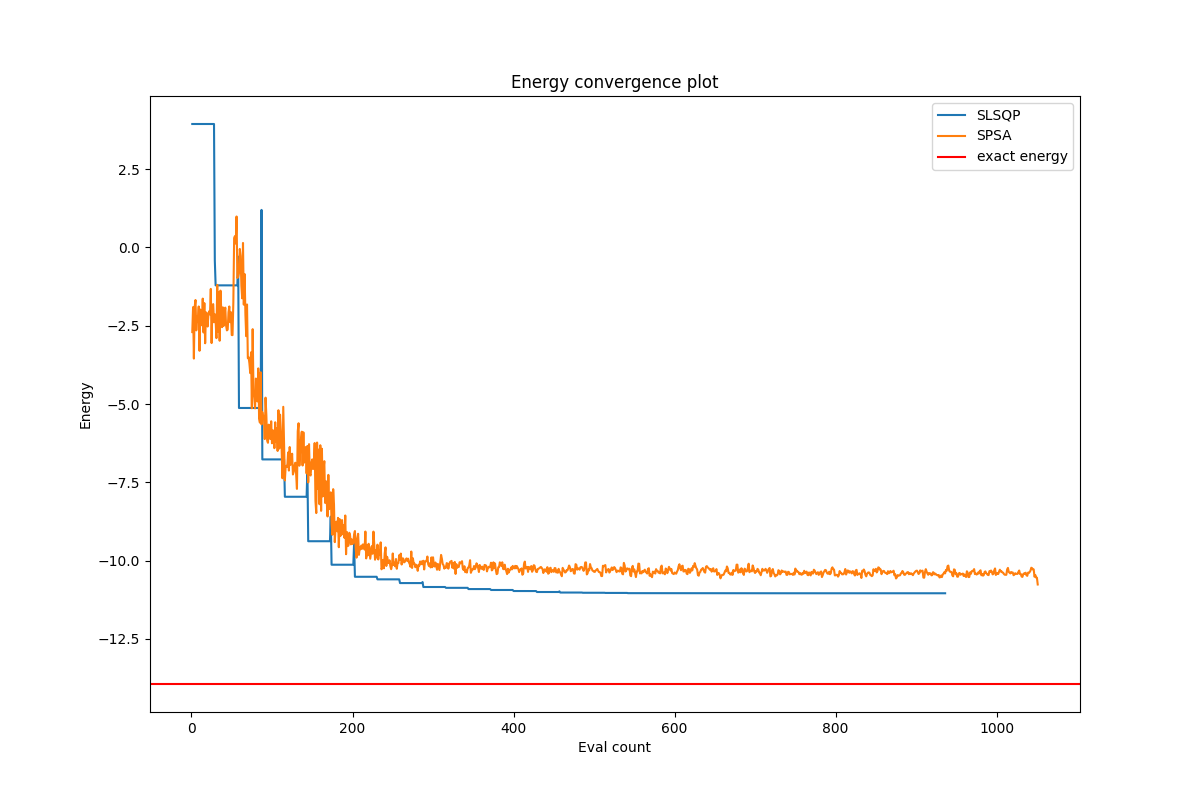 Energy convergence plot
SLSQP
SPSA
exact energy
2.5
0.0
−2.5
−5.0
−7.5
−10.0
−12.5
Energy
0
200
400
600
800
1000
Eval count